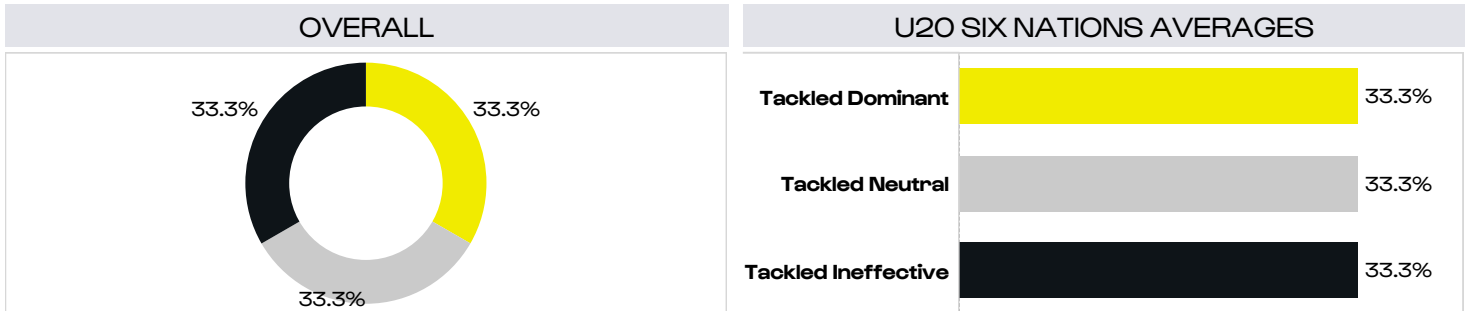 OVERALL
33.3%
33.3%
33.3%
U20 SIX NATIONS AVERAGES
Tackled Dominant 33.3%
Tackled Neutral 33.3%
Tackled Ineffective 33.3%